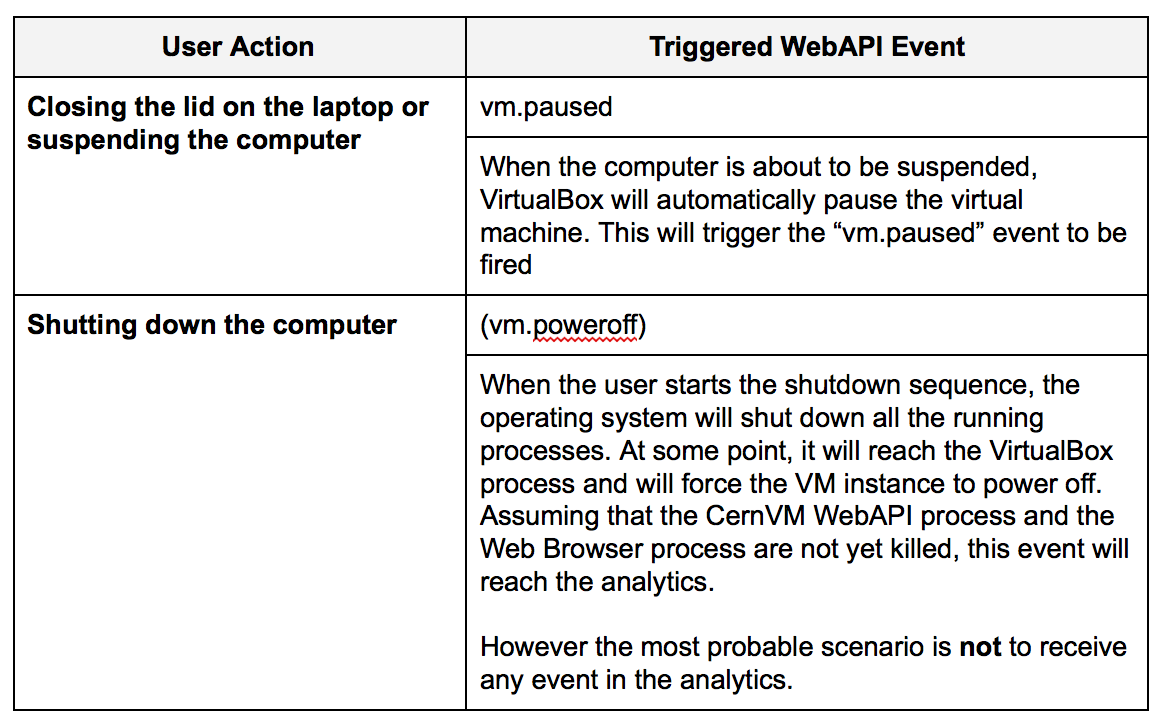 User Action
Triggered WebAPI Event
Closing the lid on the laptop or
suspending the computer
vm.paused
When the computer is about to be suspended,
VirtualBox will automatically pause the virtual
machine. This will trigger the “vm.paused” event to be
fired
Shutting down the computer
(vm.poweroff)
When the user starts the shutdown sequence, the
operating system will shut down all the running
processes. At some point, it will reach the VirtualBox
process and will force the VM instance to power off.
Assuming that the CernVM WebAPI process and the
Web Browser process are not yet killed, this event will
reach the analytics.
However the most probable scenario is not to receive
any event in the analytics.